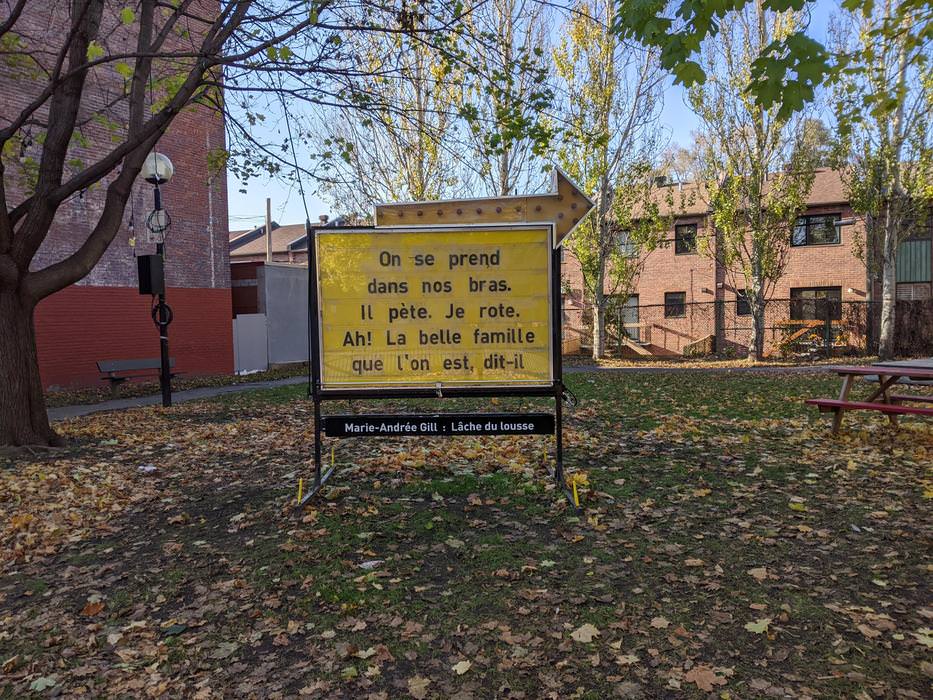 On se prend
dans nos bras.
Il pète. Je rote.
Ah! La belle famille
que l'on est, dit-il
Marie-Andrée Gill : Lâche du lousse